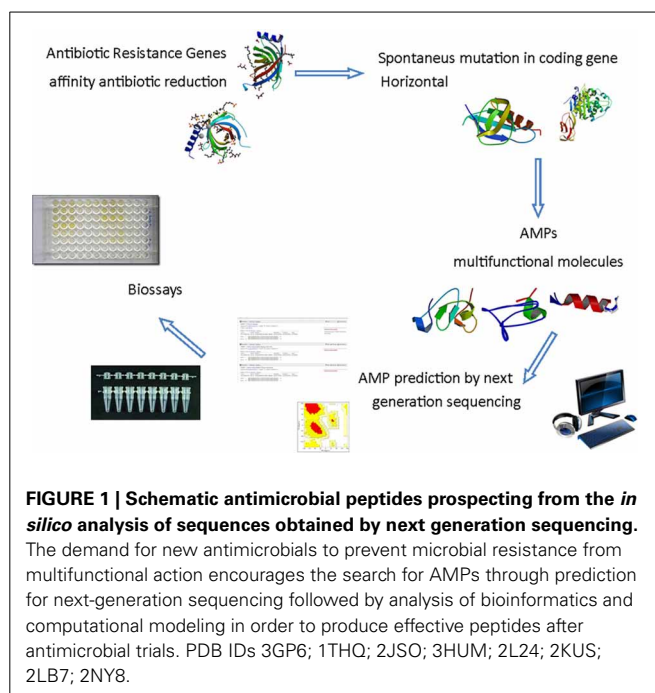 Antibiotic Resistance Genes
affinity antibiotic reduction
Spontaneus mutation in coding gene
Horizontal
AMPs
multifunctional molecules
AMP prediction by next
generation sequencing
Biossays
FIGURE 1 | Schematic antimicrobial peptides prospecting from the in
silico analysis of sequences obtained by next generation sequencing.
The demand for new antimicrobials to prevent microbial resistance from
multifunctional action encourages the search for AMPs through prediction
for next-generation sequencing followed by analysis of bioinformatics and
computational modeling in order to produce effective peptides after
antimicrobial trials. PDB IDs 3GP6; 1THQ; 2JSO; 3HUM; 2L24; 2KUS;
2LB7; 2NY8.